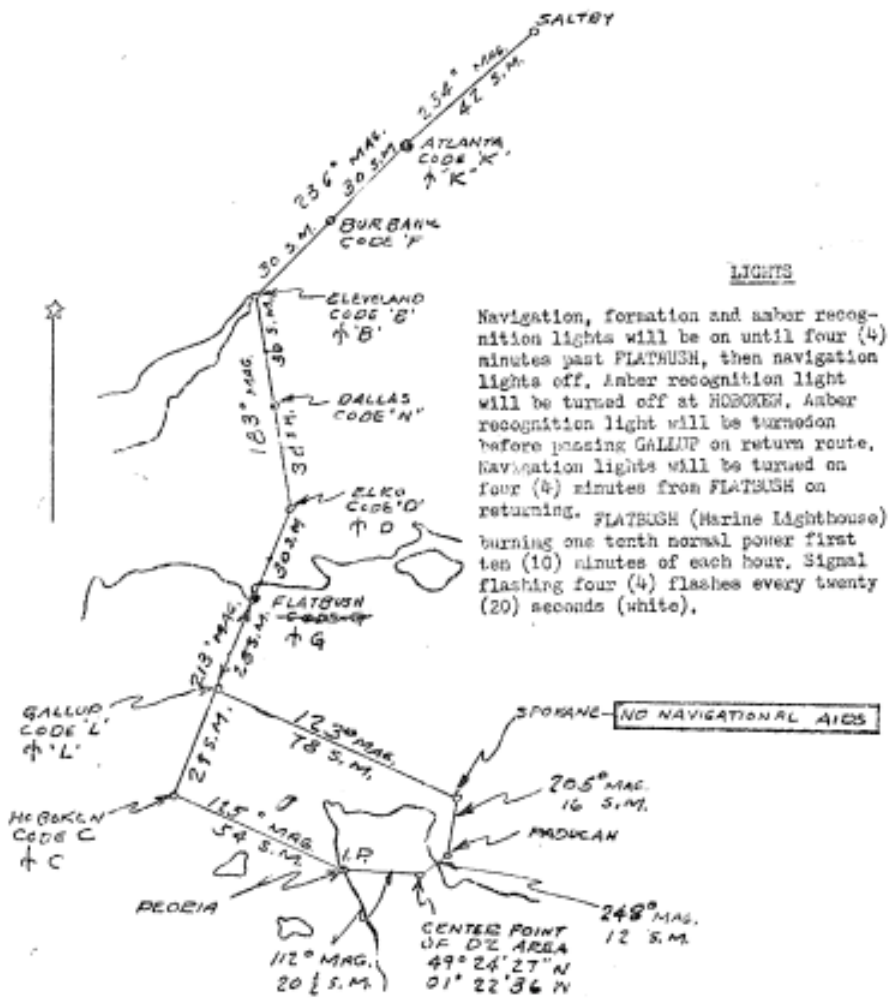 SALTBY
254° MAG.
42 S.M.
ATLANTA
CODE 'K'
"K"
236° MAG.
30 S.M.
BURBANK
CODE 'F'
30 S.M.
ELEVELAND
CODE 'B'
'B'
30 S.M.
183° MAG.
DALLAS
CODE "N"
ELKO
CODE 'D'
D
30 S.M
FLATBUSH
G
213° MAG.
28 S.M.
GALLUP
CODE 'L'
'L'
29 S.M.
HOBOKEN
CODE C
C
123° MAG.
78 S.M.
SPOKANE
NO NAVIGATIONAL AIDS
205° MAG.
16 S.M.
PADUCAH
MAG
54 S.M.
I.P.
PEORIA
112° MAG.
20 ½ S.M.
CENTER POINT
OF DZ AREA
49° 24' 27" N
01° 22' 36 W
248° MAG.
12 S.M.
LIGHTS
Navigation, formation and amber recog-
nition lights will be on until four (4)
minutes past FLATBUSH, then navigation
lights off. Amber recognition light
will be turned off at HOBOKEN. Amber
recognition light will be turnedon
before passing GALLUP on return route.
Navigation lights will be turned on
four (4) minutes from FLATBUSH on
returning. FLATBUSH (Marine Lighthouse)
burning one tenth normal power first
ten (10) minutes of each hour. Signal
flashing four (4) flashes every twenty
(20) seconds (white).